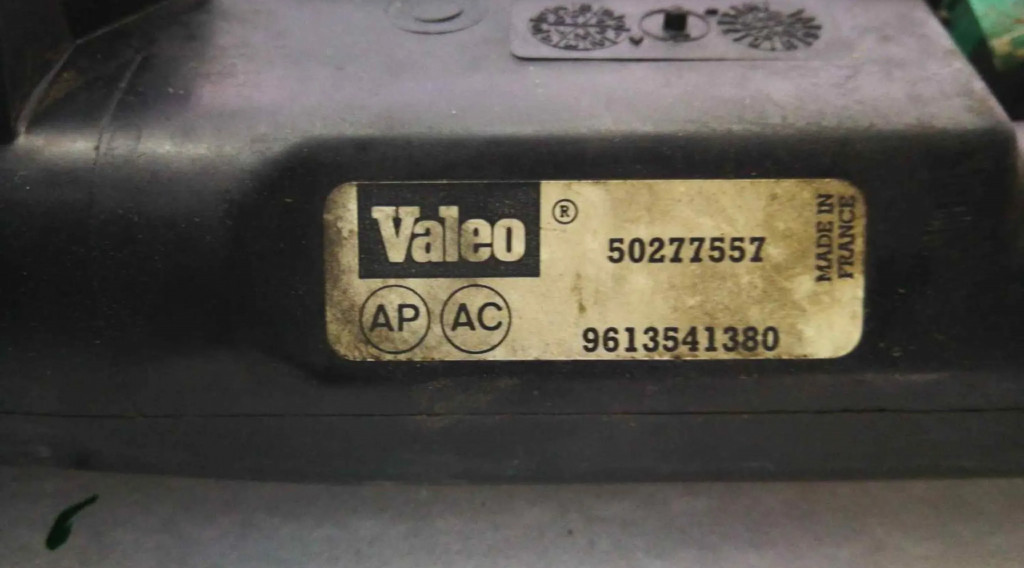 Valeo ®
50277557
MADE IN
FRANCE
AP AC
9613541380